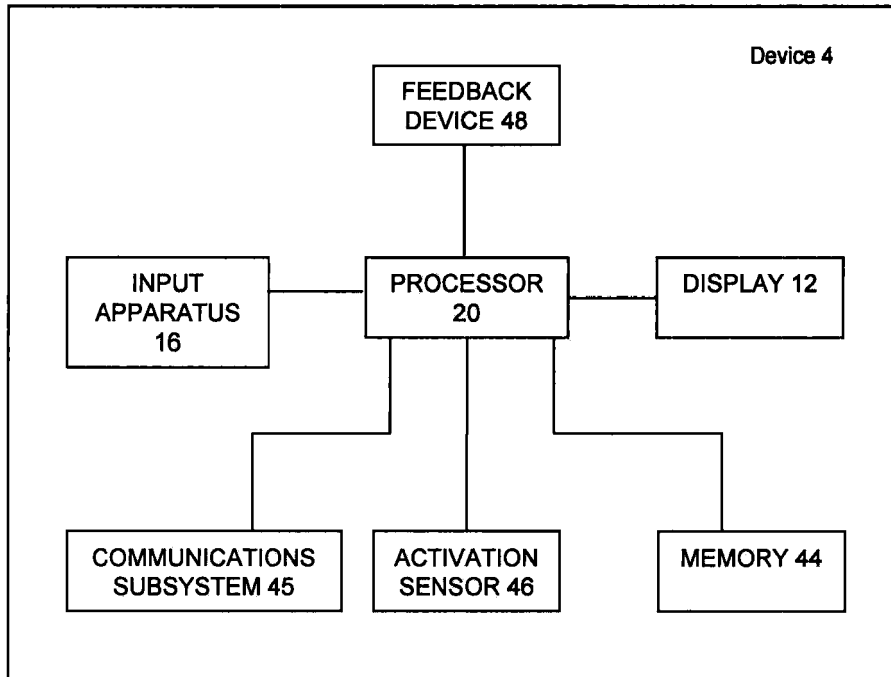 Device 4
FEEDBACK
DEVICE 48
INPUT
APPARATUS
16
PROCESSOR
20
DISPLAY 12
COMMUNICATIONS
SUBSYSTEM 45
ACTIVATION
SENSOR 46
MEMORY 44